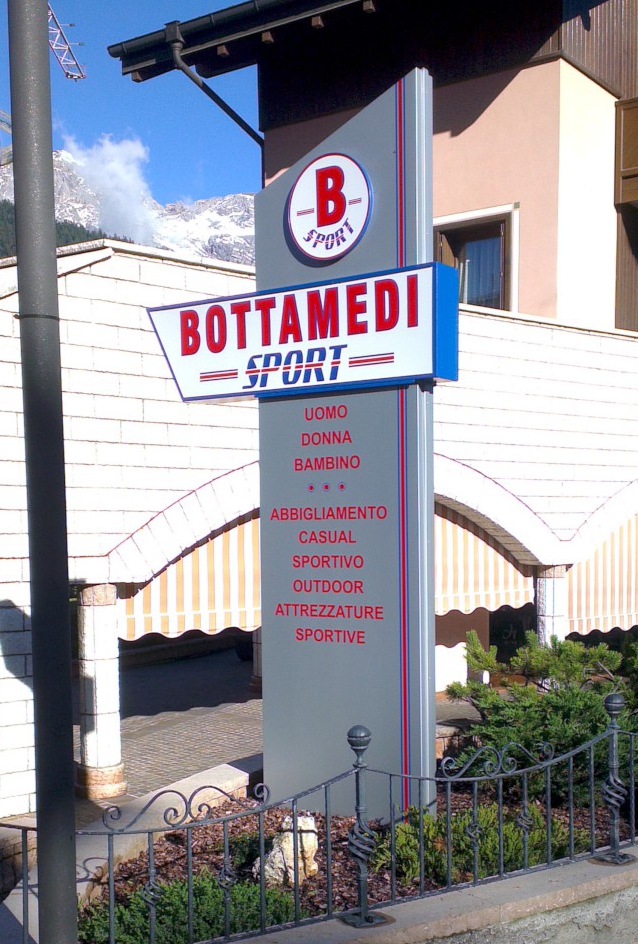 B
SPORT
BOTTAMEDI
SPORT
UOMO
DONNA
BAMBINO
• • •
ABBIGLIAMENTO
CASUAL
SPORTIVO
OUTDOOR
ATTREZZATURE
SPORTIVE